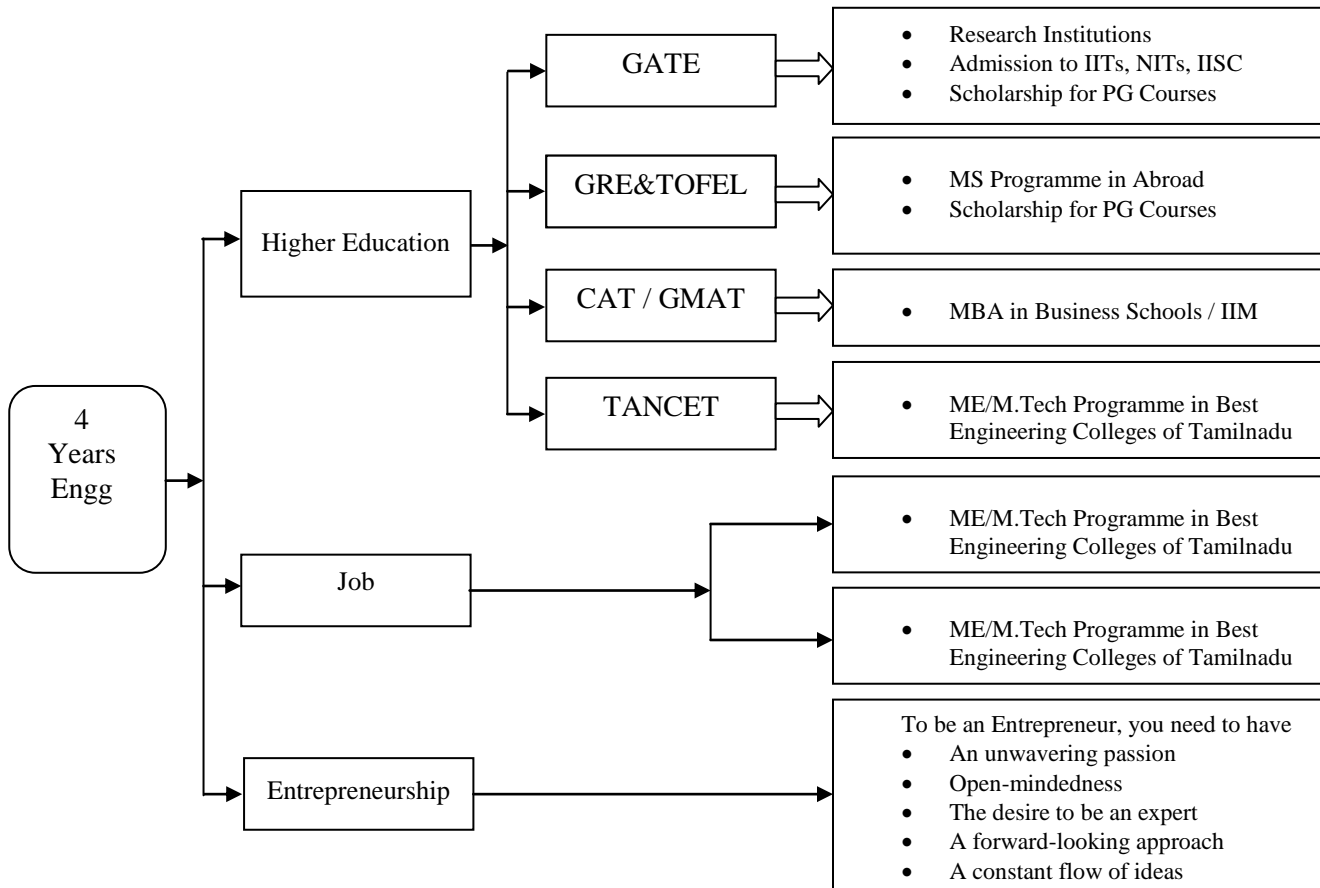 4
Years
Engg
Higher Education
GATE
• Research Institutions
• Admission to IITs, NITs, IISC
• Scholarship for PG Courses
GRE&TOFEL
• MS Programme in Abroad
• Scholarship for PG Courses
CAT / GMAT
• MBA in Business Schools / IIM
TANCET
• ME/M.Tech Programme in Best
Engineering Colleges of Tamilnadu
Job
• ME/M.Tech Programme in Best
Engineering Colleges of Tamilnadu
• ME/M.Tech Programme in Best
Engineering Colleges of Tamilnadu
Entrepreneurship
To be an Entrepreneur, you need to have
• An unwavering passion
• Open-mindedness
• The desire to be an expert
• A forward-looking approach
• A constant flow of ideas